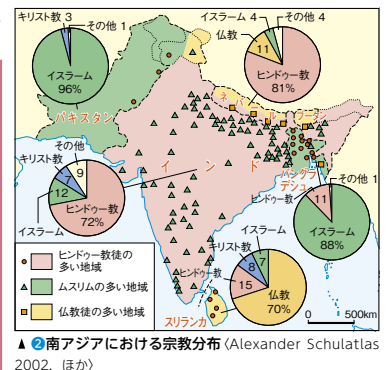 キリスト教 3
その他 1
イスラーム
96%
パキスタン
イスラーム 4
その他 4
仏教
11
ヒンドゥー教
81%
ネパール
ブータン
インド
バングラデシュ
その他
キリスト教
9
7
12
イスラーム
ヒンドゥー教
72%
その他 1
ヒンドゥー教
11
イスラーム
88%
イスラーム
キリスト教
7
8
ヒンドゥー教
15
仏教
70%
スリランカ
ヒンドゥー教徒の
多い地域
ムスリムの多い地域
仏教徒の多い地域
0 500km
▲ ❷南アジアにおける宗教分布〈Alexander Schulatlas
2002, ほか〉